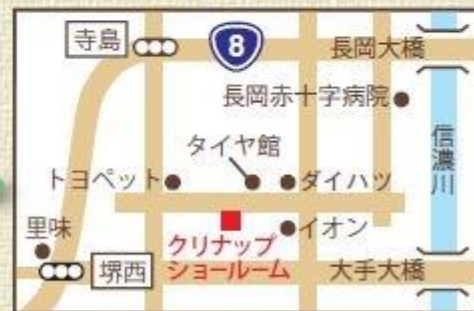 寺島
8
長岡大橋
長岡赤十字病院
信濃川
タイヤ館
トヨペット
ダイハツ
里味
クリナップ
ショールーム
イオン
堺西
大手大橋